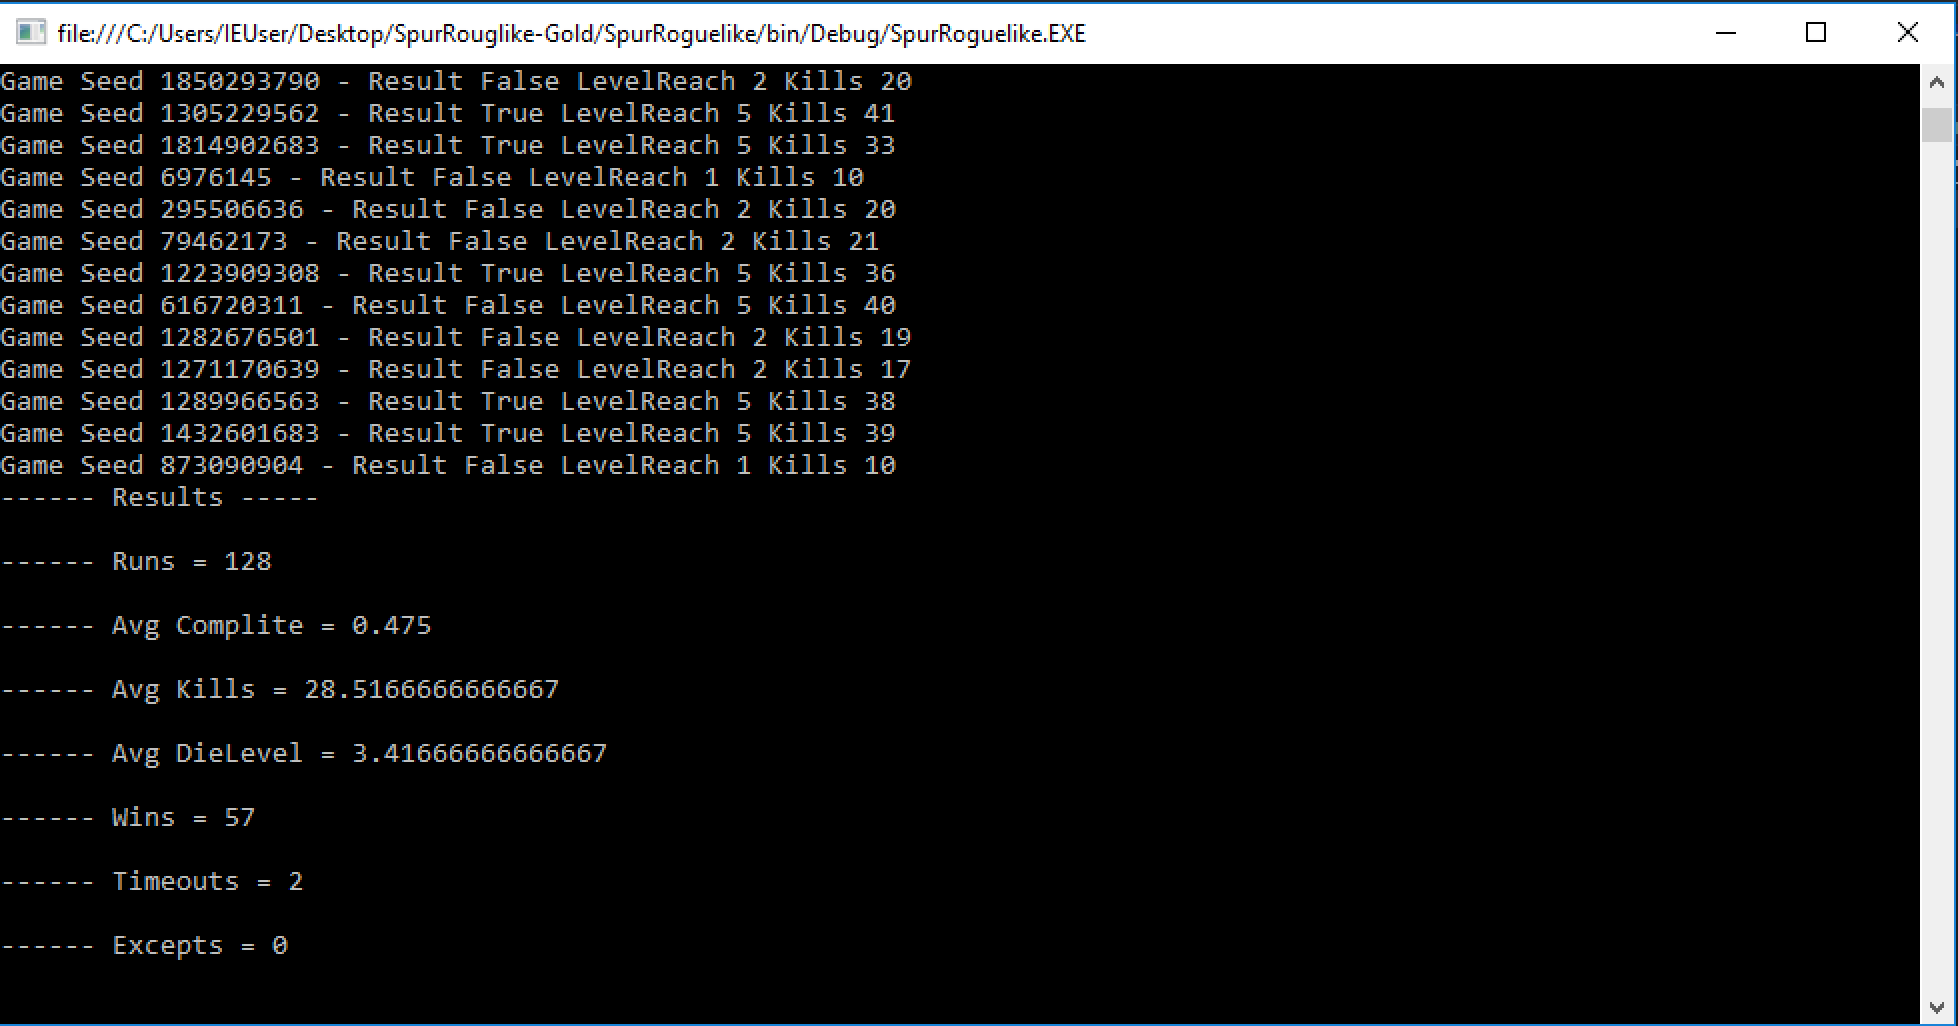 file:///C:/Users/IEUser/Desktop/SpurRouglike-Gold/SpurRoguelike/bin/Debug/SpurRoguelike.EXE
Game Seed 1850293790 - Result False LevelReach 2 Kills 20
Game Seed 1305229562 - Result True LevelReach 5 Kills 41
Game Seed 1814902683 - Result True LevelReach 5 Kills 33
Game Seed 6976145 - Result False LevelReach 1 Kills 10
Game Seed 295506636 - Result False LevelReach 2 Kills 20
Game Seed 79462173 - Result False LevelReach 2 Kills 21
Game Seed 1223909308 - Result True LevelReach 5 Kills 36
Game Seed 616720311 - Result False LevelReach 5 Kills 40
Game Seed 1282676501 - Result False LevelReach 2 Kills 19
Game Seed 1271170639 - Result False LevelReach 2 Kills 17
Game Seed 1289966563 - Result True LevelReach 5 Kills 38
Game Seed 1432601683 - Result True LevelReach 5 Kills 39
Game Seed 873090904 - Result False LevelReach 1 Kills 10
------ Results -----
------ Runs = 128
------ Avg Complite = 0.475
------ Avg Kills = 28.5166666666667
------ Avg DieLevel = 3.41666666666667
------ Wins = 57
------ Timeouts = 2
------ Excepts = 0